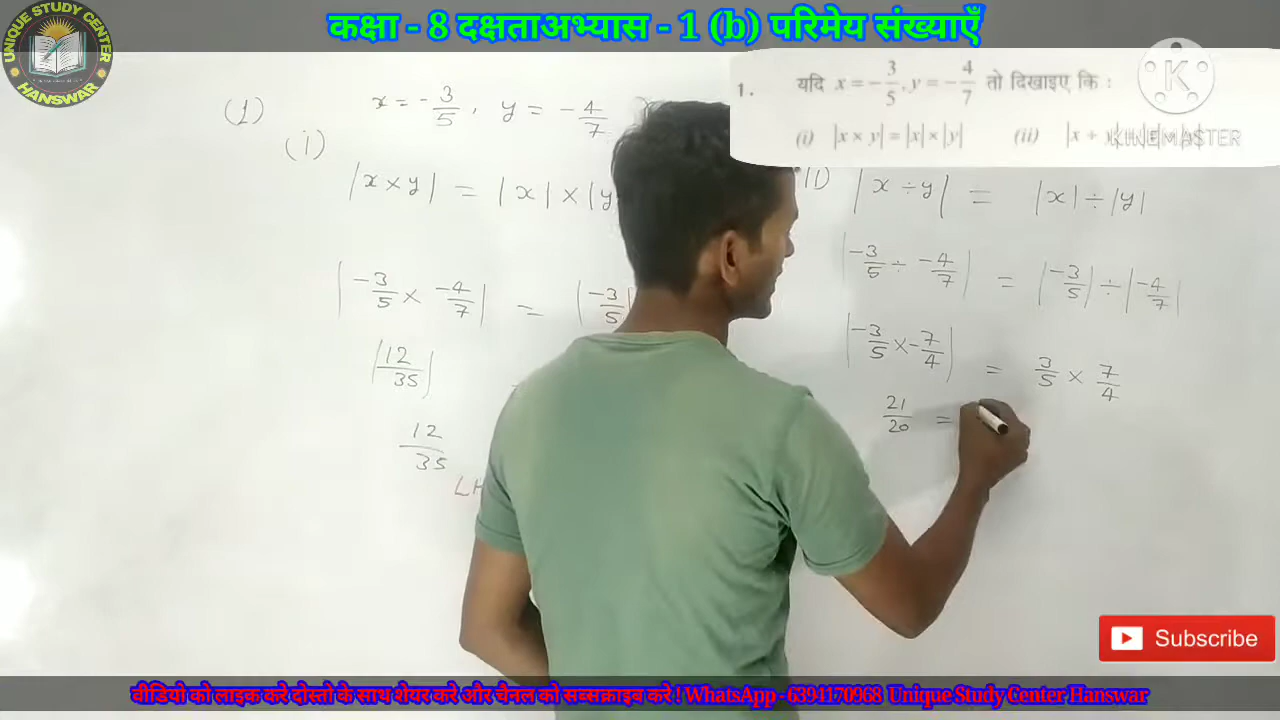 कक्षा - 8 दक्षताअभ्यास - 1 (b) परिमेय संख्याएँ
UNIQUE STUDY CENTER
HANSWAR
1. यदि x = - 3/5, y = - 4/7 तो दिखाइए कि :
(i) |x × y| = |x| × |y| (ii)
KINEMASTER
(1) x = - 3/5, y = - 4/7
(i)
|x × y| = |x| × |y
|-3/5 × -4/7| = |-3/5|
|12/35|
12/35
LH
(ii) |x ÷ y| = |x| ÷ |y|
|-3/5 ÷ -4/7| = |-3/5| ÷ |-4/7|
|-3/5 × -7/4| = 3/5 × 7/4
21/20 =
Subscribe
वीडियो को लाइक करे दोस्तो के साथ शेयर करे और चैनल को सब्सक्राइब करे ! WhatsApp - 6394170968 Unique Study Center Hanswar